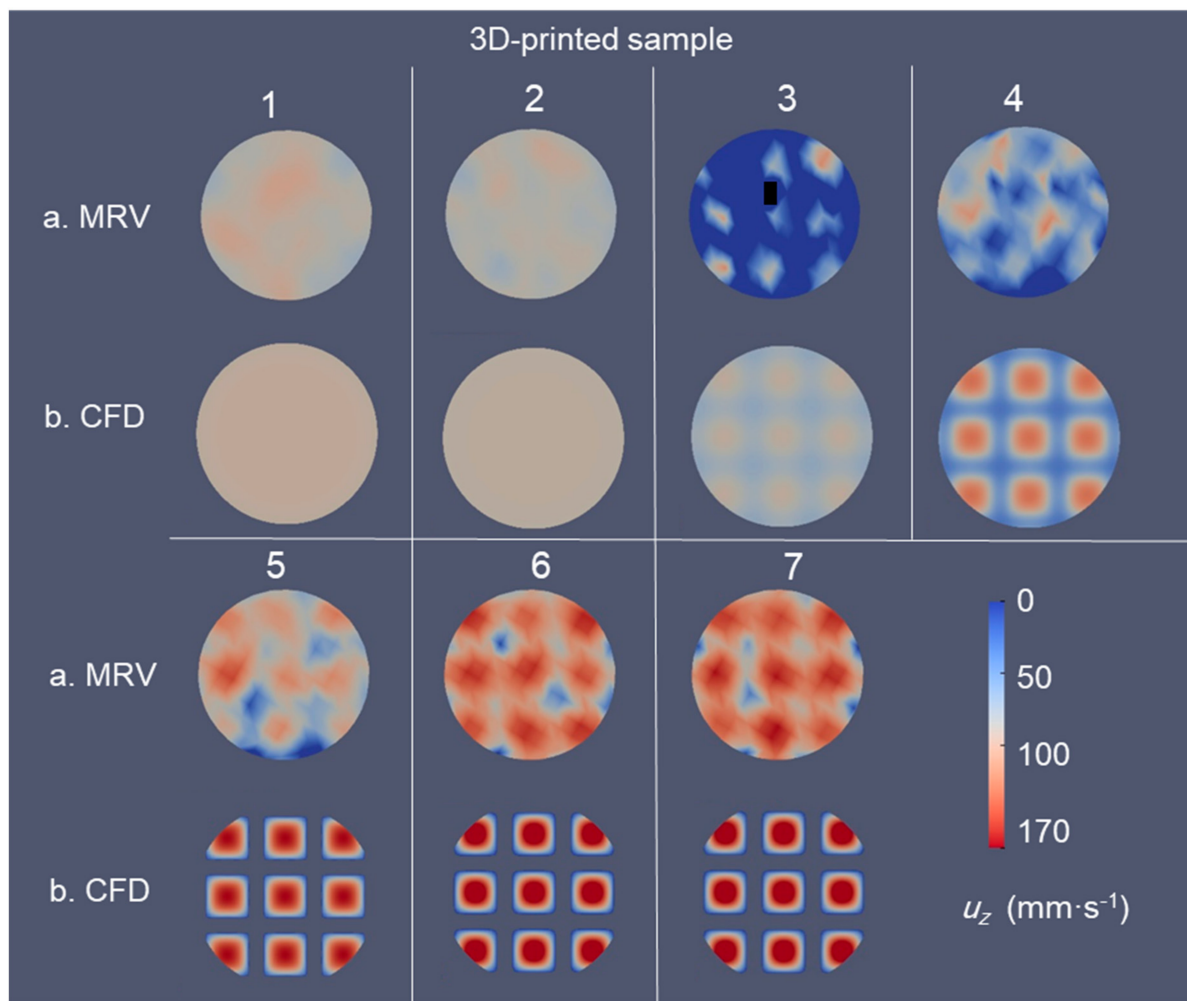 3D-printed sample
1 2 3 4
a. MRV
b. CFD
5 6 7
a. MRV
b. CFD
0
50
100
170
u_z (mm·s⁻¹)